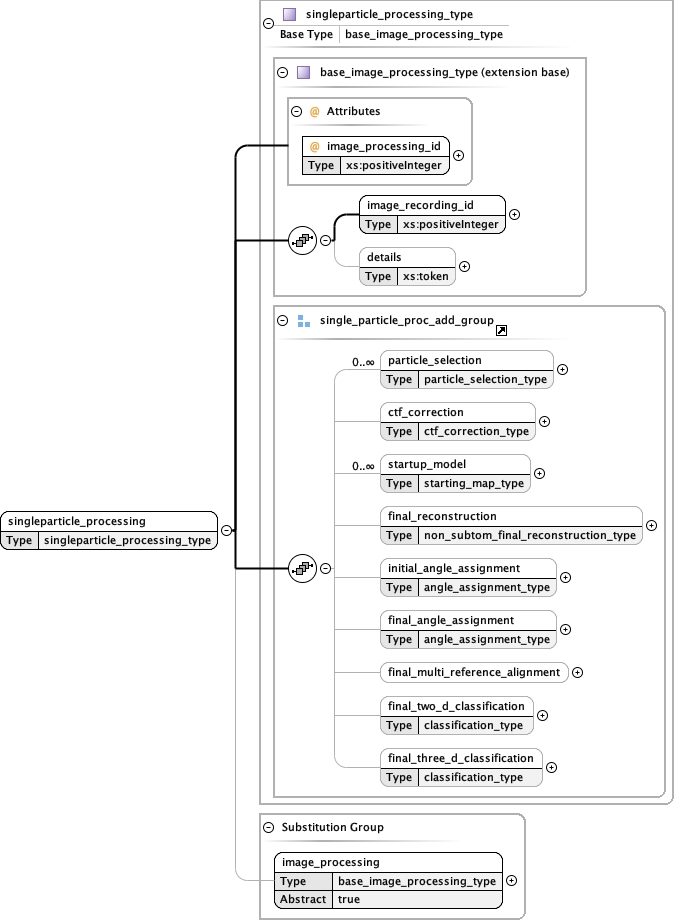 singleparticle_processing_type
Base Type base_image_processing_type
base_image_processing_type (extension base)
@ Attributes
@ image_processing_id
Type xs:positiveInteger
image_recording_id
Type xs:positiveInteger
details
Type xs:token
single_particle_proc_add_group
0..∞
particle_selection
Type particle_selection_type
ctf_correction
Type ctf_correction_type
0..∞
startup_model
Type starting_map_type
final_reconstruction
Type non_subtom_final_reconstruction_type
singleparticle_processing
Type singleparticle_processing_type
initial_angle_assignment
Type angle_assignment_type
final_angle_assignment
Type angle_assignment_type
final_multi_reference_alignment
final_two_d_classification
Type classification_type
final_three_d_classification
Type classification_type
Substitution Group
image_processing
Type base_image_processing_type
Abstract true